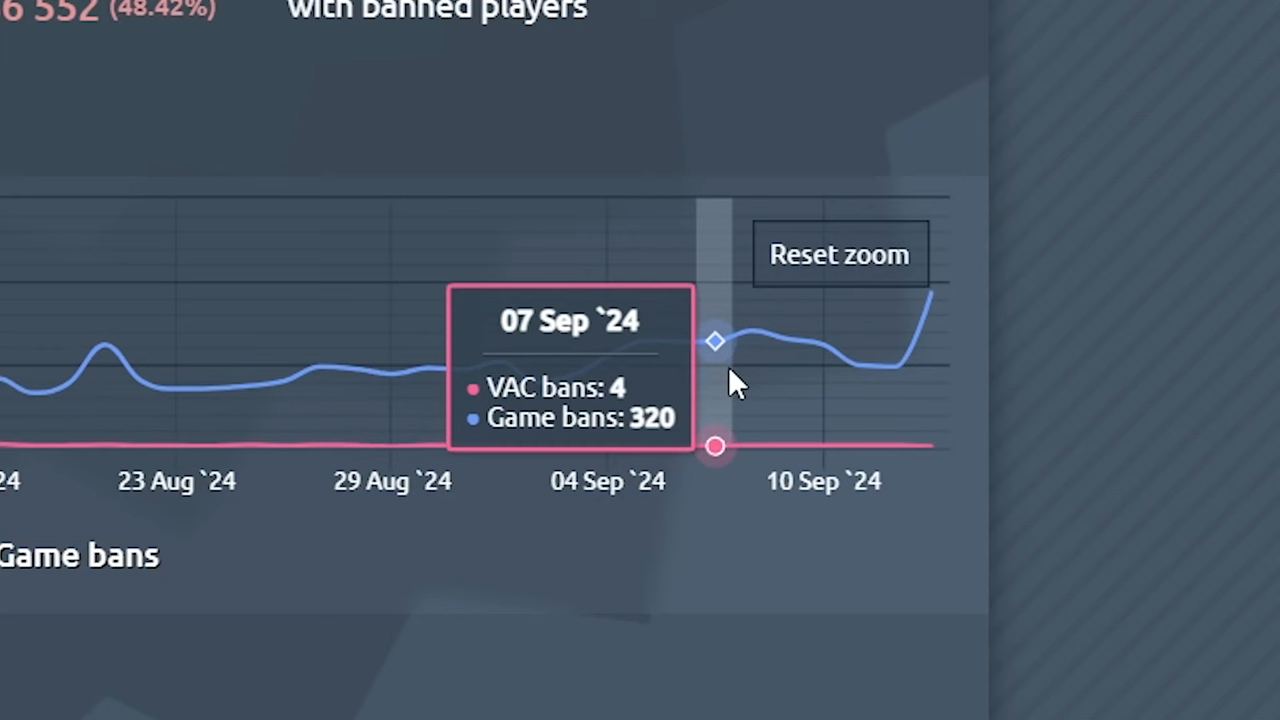 6 552 (48.42%)
with banned players
Reset zoom
07 Sep `24
VAC bans: 4
Game bans: 320
24
23 Aug `24
29 Aug `24
04 Sep `24
10 Sep `24
Game bans